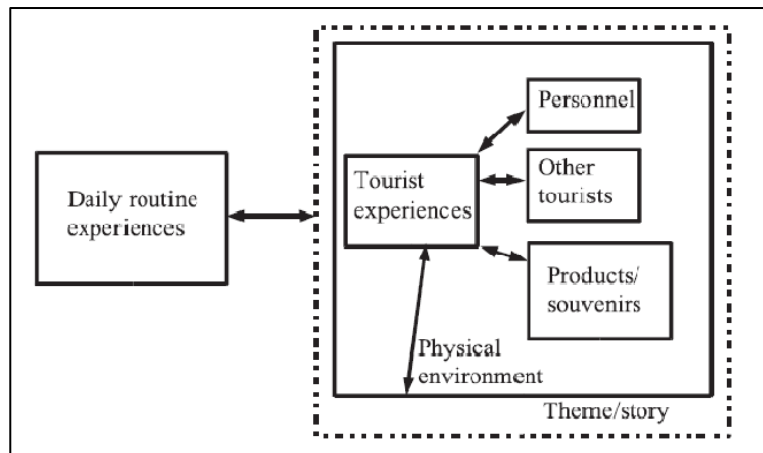 Daily routine
experiences
Tourist
experiences
Personnel
Other
tourists
Products/
souvenirs
Physical
environment
Theme/story